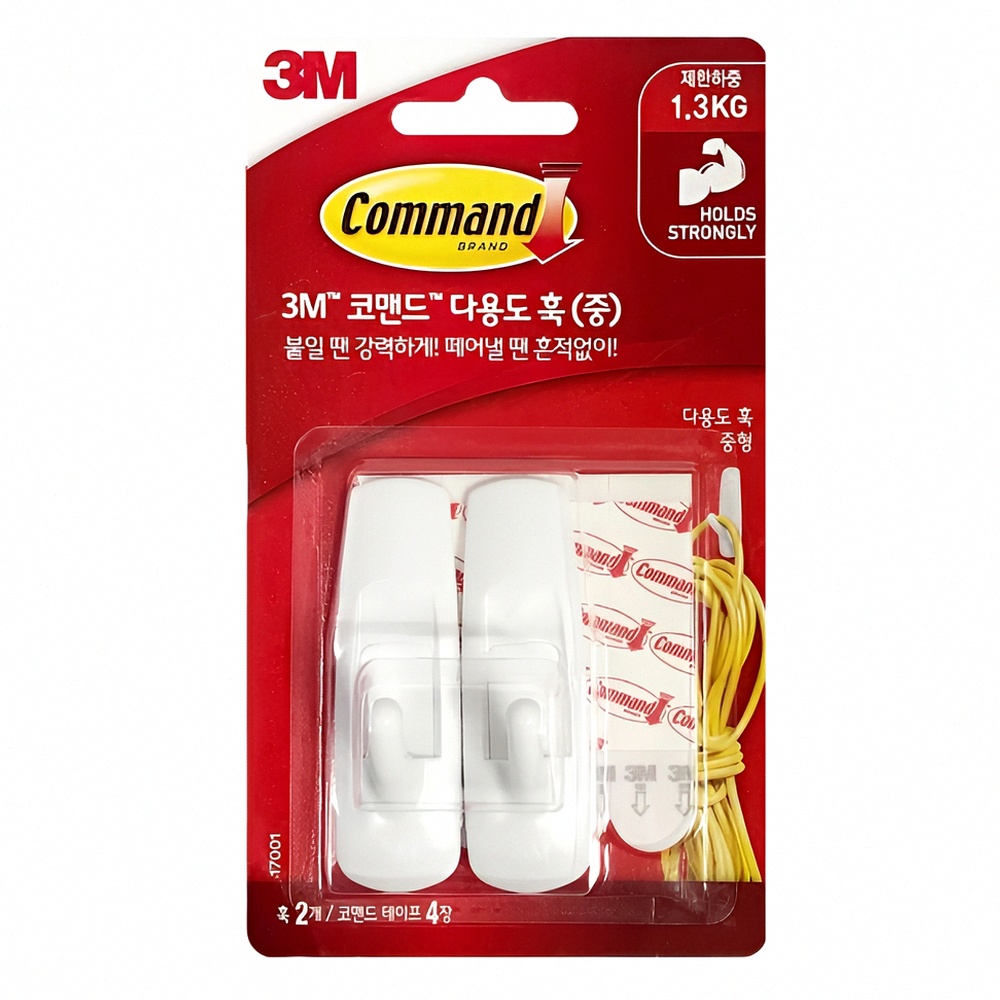 3M
제한하중
1.3KG
HOLDS
STRONGLY
Command
BRAND
3M™ 코맨드™ 다용도 훅 (중)
붙일 땐 강력하게! 떼어낼 땐 흔적없이!
다용도 훅
중형
Command
Command
Command
Command
3M 3M
17001
훅 2개 / 코맨드 테이프 4장